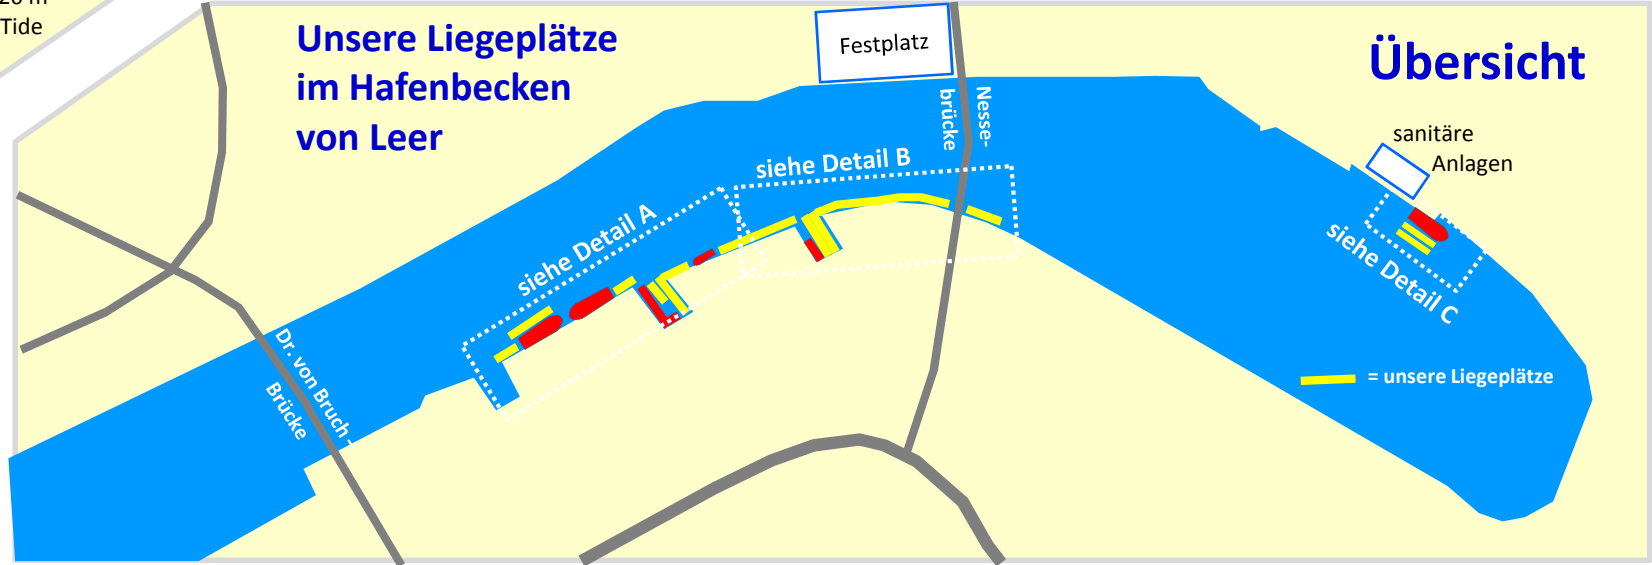 Tide
Unsere Liegeplätze
im Hafenbecken
von Leer
Festplatz
Übersicht
Nesse-
brücke
sanitäre
Anlagen
siehe Detail B
siehe Detail A
siehe Detail C
Dr. von Bruch -
Brücke
= unsere Liegeplätze